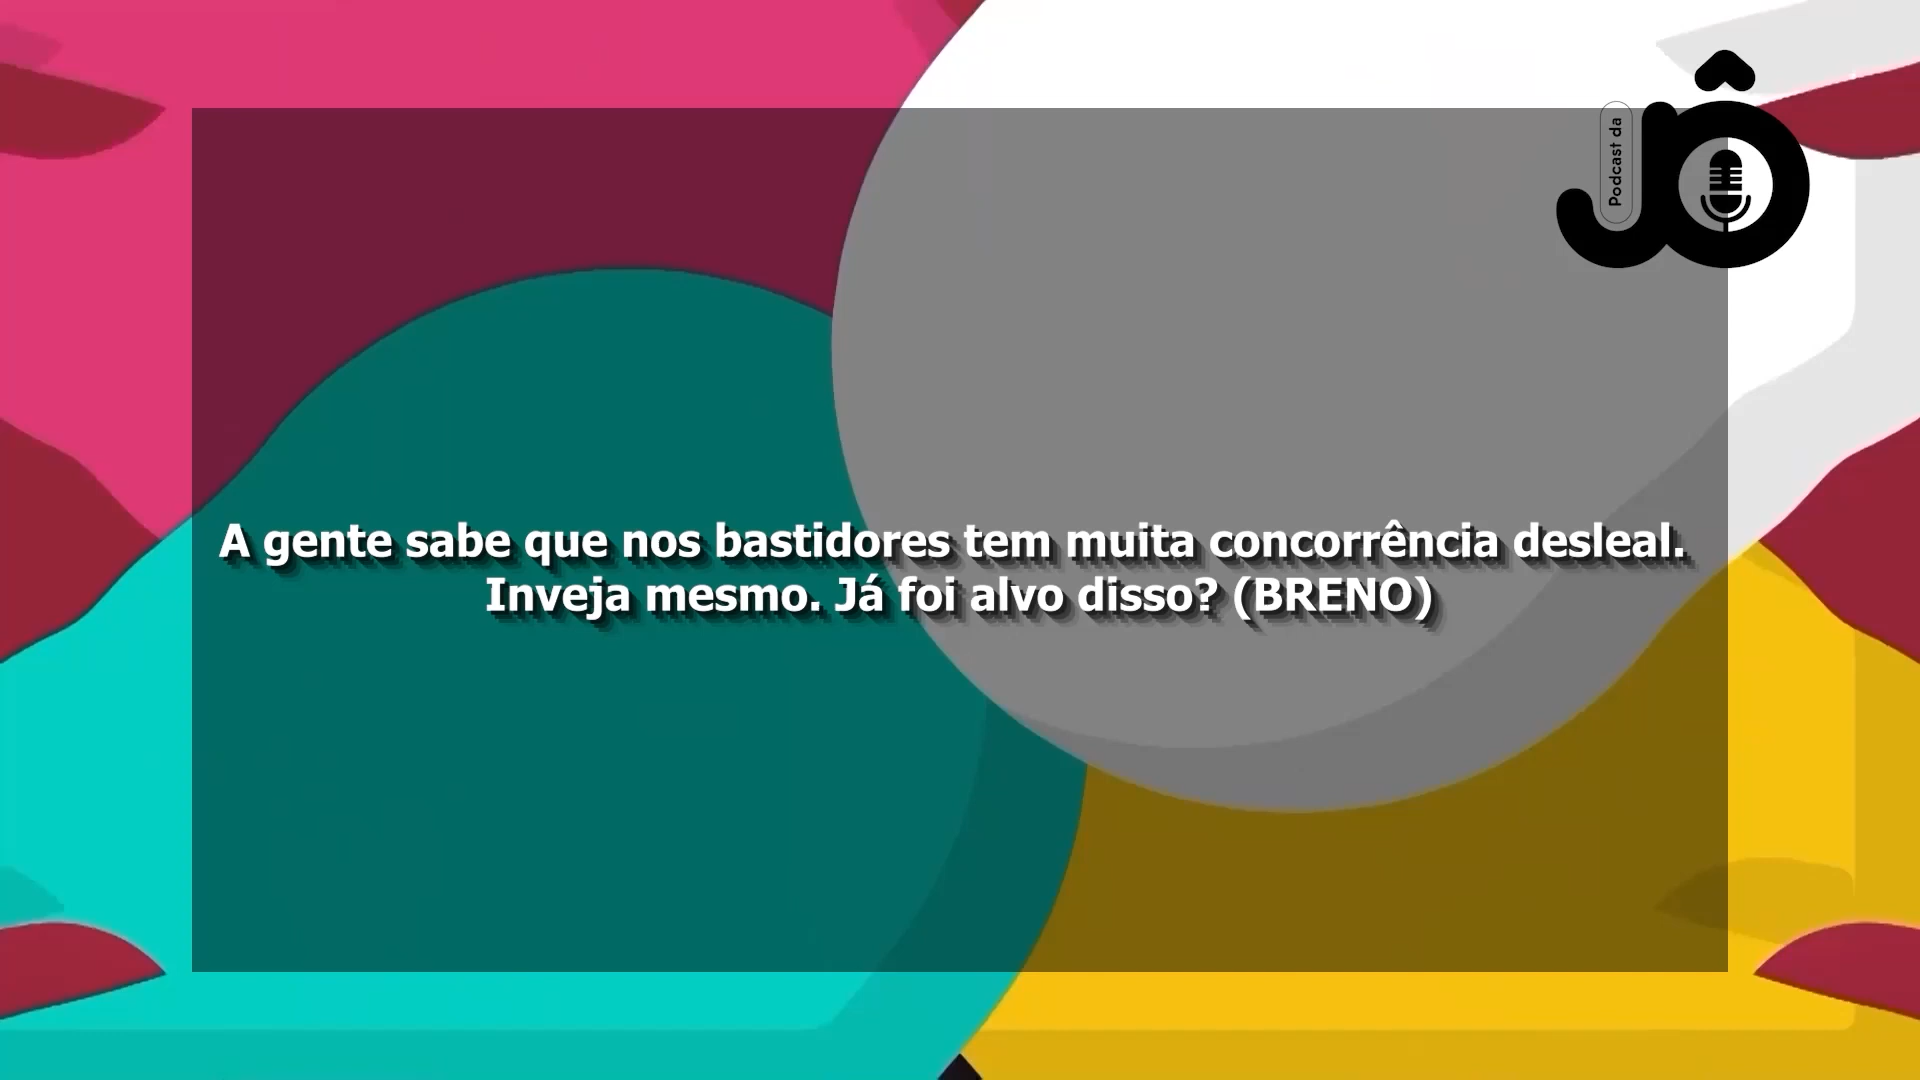 Podcast da
JÔ
A gente sabe que nos bastidores tem muita concorrência desleal.
Inveja mesmo. Já foi alvo disso? (BRENO)